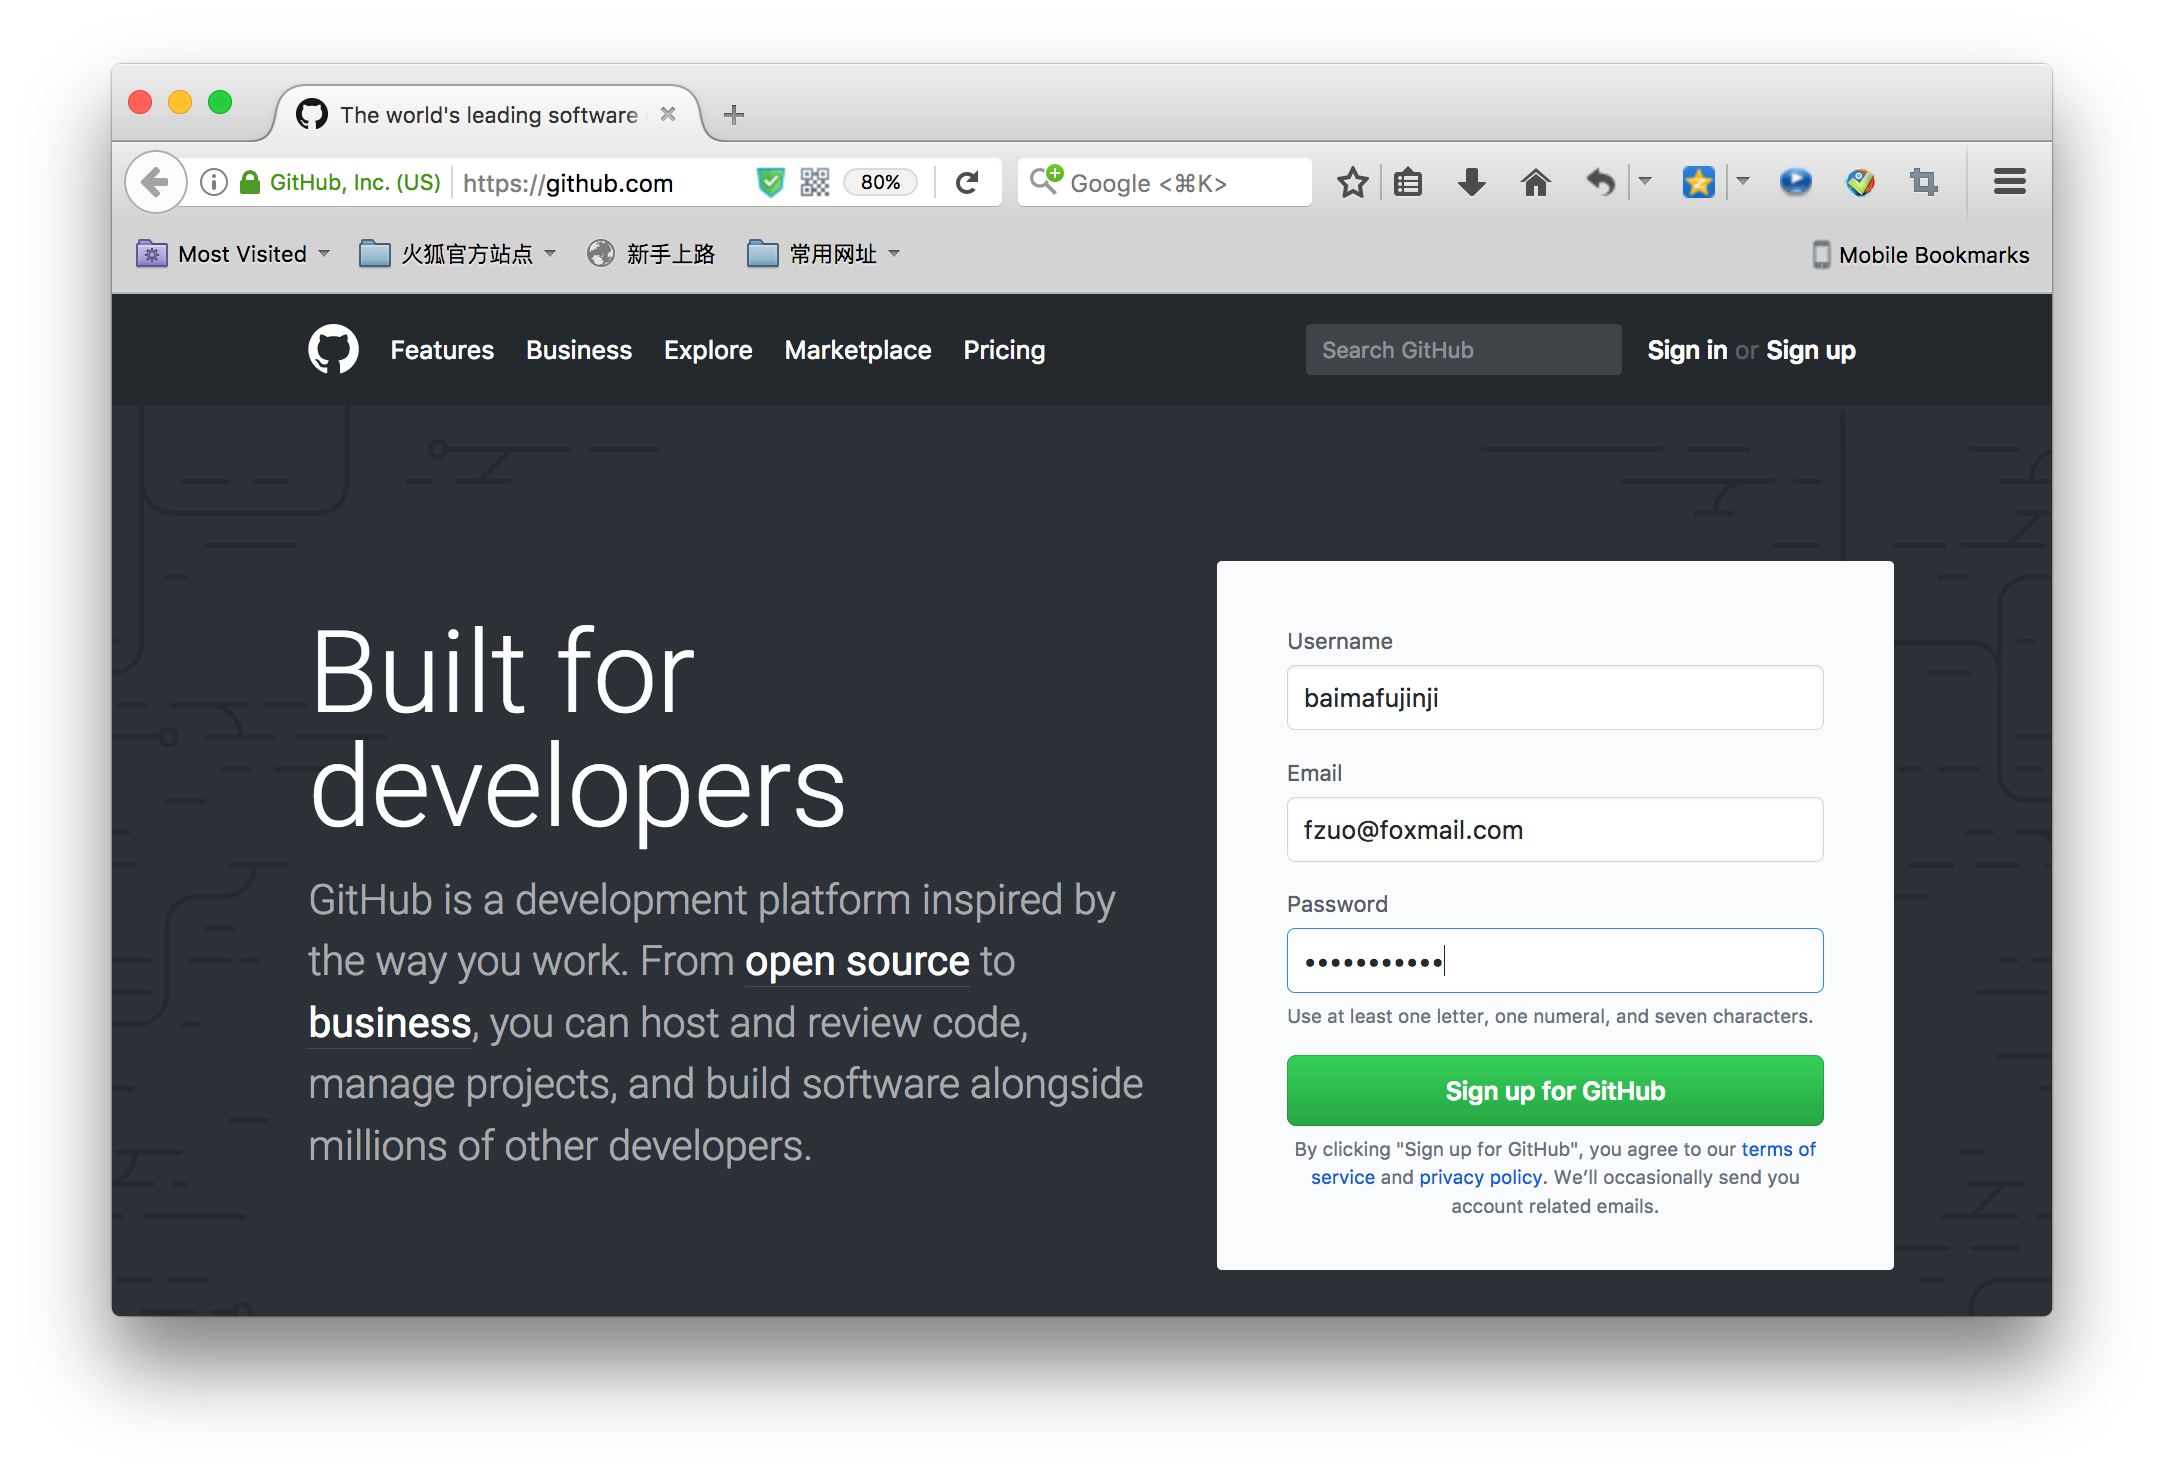 The world's leading software
GitHub, Inc. (US)
https://github.com
80%
Google <⌘K>
Most Visited
火狐官方站点
新手上路
常用网址
Mobile Bookmarks
Features Business Explore Marketplace Pricing
Search GitHub
Sign in or Sign up
Built for
developers
GitHub is a development platform inspired by
the way you work. From open source to
business, you can host and review code,
manage projects, and build software alongside
millions of other developers.
Username
baimafujinji
Email
fzuo@foxmail.com
Password
•••••••••••
Use at least one letter, one numeral, and seven characters.
Sign up for GitHub
By clicking "Sign up for GitHub", you agree to our terms of
service and privacy policy. We’ll occasionally send you
account related emails.